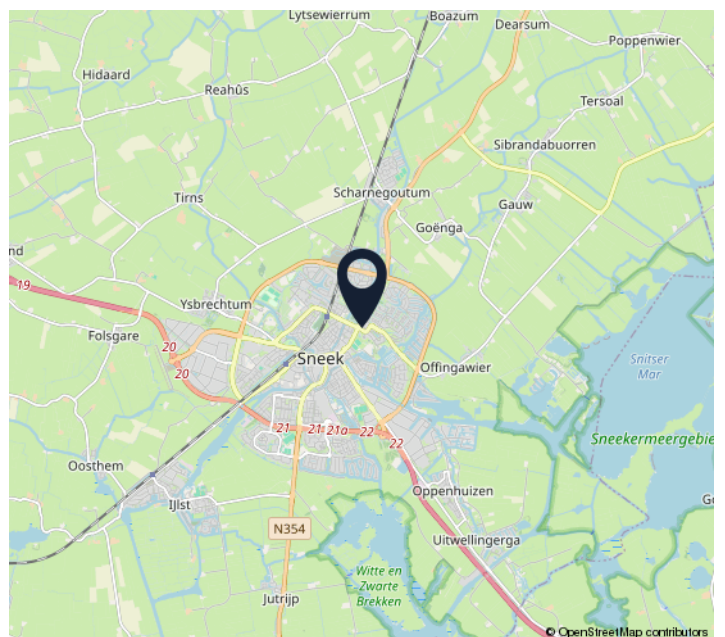 Lytsewierrum
Boazum
Dearsum
Poppenwier
Hidaard
Reahûs
Tersoal
Sibrandabuorren
Scharnegoutum
Tirns
Gauw
Goënga
nd
19
Ysbrechtum
Folsgare
20
20
Sneek
Offingawier
Snitser
Mar
21
21
21a
22
22
Sneekermeergebie
Oosthem
IJlst
Oppenhuizen
Go
N354
Uitwellingerga
Witte en
Zwarte
Brekken
Jutrijp
© OpenStreetMap contributors